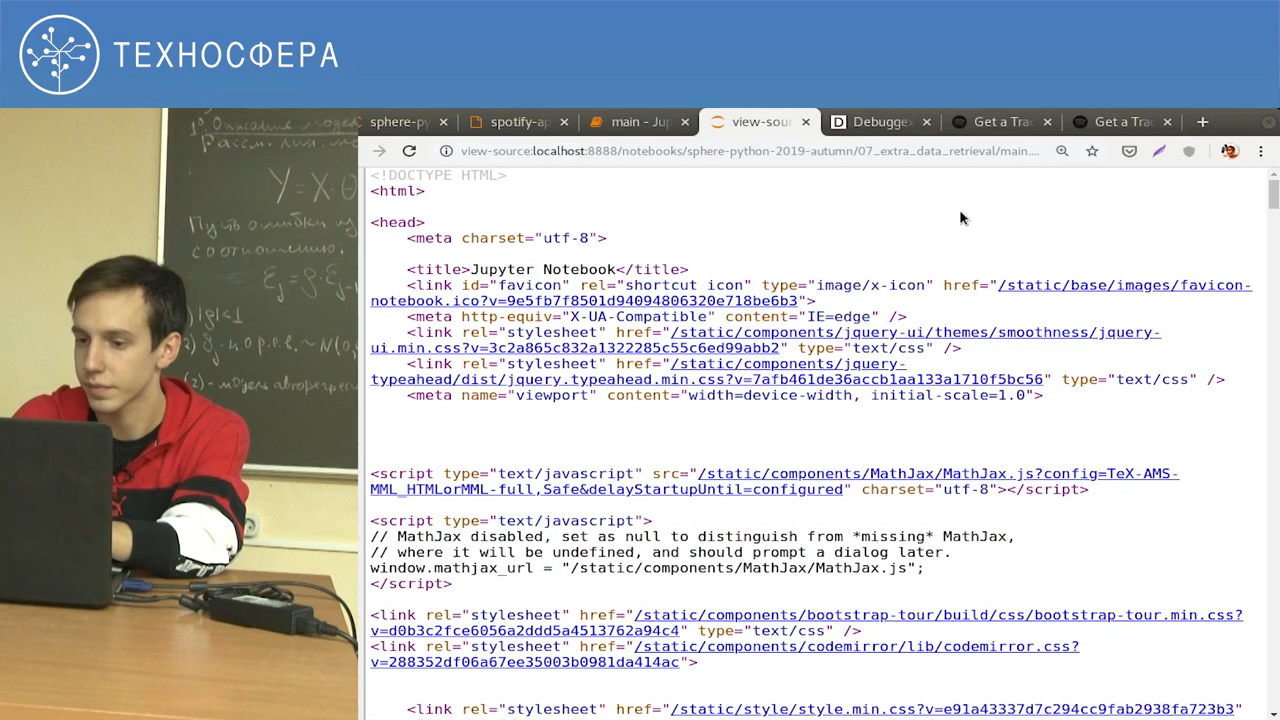 ТЕХНОСФЕРА
sphere-py
spotify-ap
main - Jup
view-sour
Debuggex
Get a Trac
Get a Trac
view-source:localhost:8888/notebooks/sphere-python-2019-autumn/07_extra_data_retrieval/main....
<!DOCTYPE HTML>
<html>
<head>
<meta charset="utf-8">
<title>Jupyter Notebook</title>
<link id="favicon" rel="shortcut icon" type="image/x-icon" href="/static/base/images/favicon-
notebook.ico?v=9e5fb7f8501d94094806320e718be6b3">
<meta http-equiv="X-UA-Compatible" content="IE=edge" />
<link rel="stylesheet" href="/static/components/jquery-ui/themes/smoothness/jquery-
ui.min.css?v=3c2a865c832a1322285c55c6ed99abb2" type="text/css" />
<link rel="stylesheet" href="/static/components/jquery-
typeahead/dist/jquery.typeahead.min.css?v=7afb461de36accb1aa133a1710f5bc56" type="text/css" />
<meta name="viewport" content="width=device-width, initial-scale=1.0">
<script type="text/javascript" src="/static/components/MathJax/MathJax.js?config=TeX-AMS-
MML_HTMLorMML-full,Safe&delayStartupUntil=configured" charset="utf-8"></script>
<script type="text/javascript">
// MathJax disabled, set as null to distinguish from *missing* MathJax,
// where it will be undefined, and should prompt a dialog later.
window.mathjax_url = "/static/components/MathJax/MathJax.js";
</script>
<link rel="stylesheet" href="/static/components/bootstrap-tour/build/css/bootstrap-tour.min.css?
v=d0b3c2fce6056a2ddd5a4513762a94c4" type="text/css" />
<link rel="stylesheet" href="/static/components/codemirror/lib/codemirror.css?
v=288352df06a67ee35003b0981da414ac">
<link rel="stylesheet" href="/static/style/style.min.css?v=e91a43337d7c294cc9fab2938fa723b3"
1° Описание модел
Рассм. лин. м
Y = X · Θ
Пусть ошибки
соотношению.
) |ρ|<1